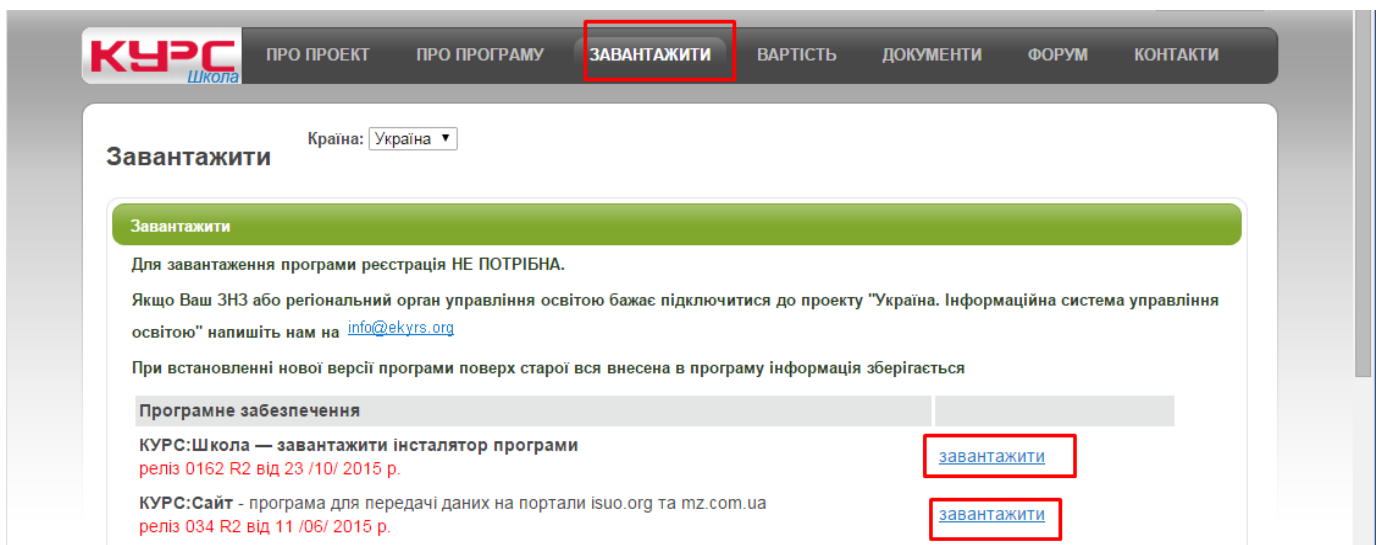 КУРС Школа
ПРО ПРОЕКТ ПРО ПРОГРАМУ ЗАВАНТАЖИТИ ВАРТІСТЬ ДОКУМЕНТИ ФОРУМ КОНТАКТИ
Завантажити
Країна: Україна
Завантажити
Для завантаження програми реєстрація НЕ ПОТРІБНА.
Якщо Ваш ЗНЗ або регіональний орган управління освітою бажає підключитися до проекту "Україна. Інформаційна система управління
освітою" напишіть нам на info@ekyrs.org
При встановленні нової версії програми поверх старої вся внесена в програму інформація зберігається
Програмне забезпечення
КУРС:Школа — завантажити інсталятор програми
реліз 0162 R2 від 23 /10/ 2015 р.
завантажити
КУРС:Сайт - програма для передачі даних на портали isuo.org та mz.com.ua
реліз 034 R2 від 11 /06/ 2015 р.
завантажити